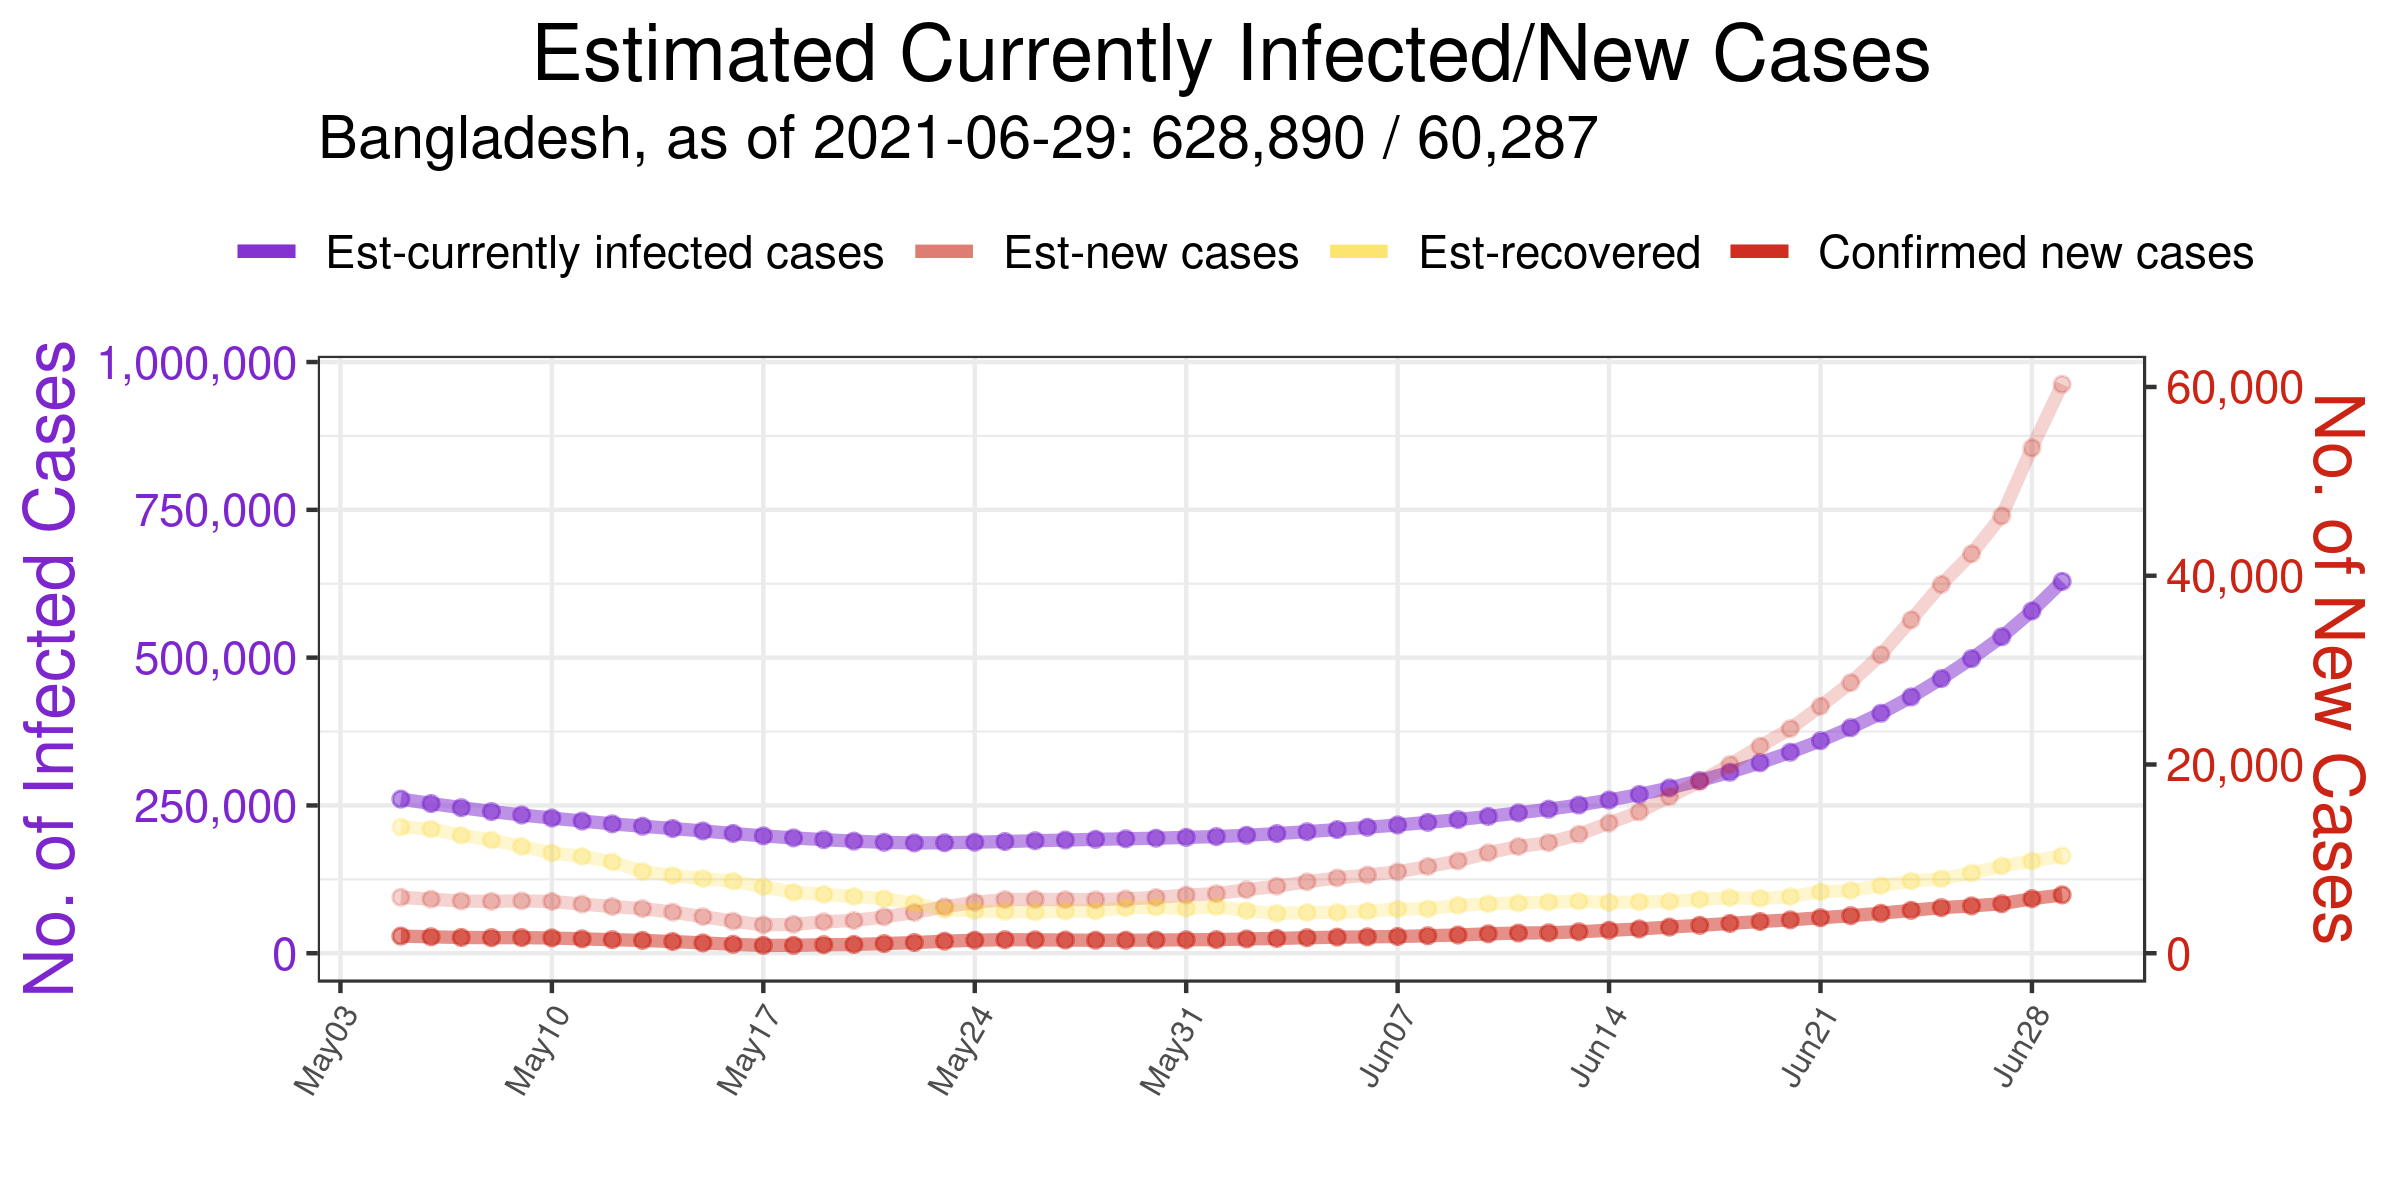 Estimated Currently Infected/New Cases
Bangladesh, as of 2021-06-29: 628,890 / 60,287
Est-currently infected cases Est-new cases Est-recovered Confirmed new cases
No. of Infected Cases
1,000,000
750,000
500,000
250,000
0
60,000
40,000
20,000
0
No. of New Cases
May03 May10 May17 May24 May31 Jun07 Jun14 Jun21 Jun28